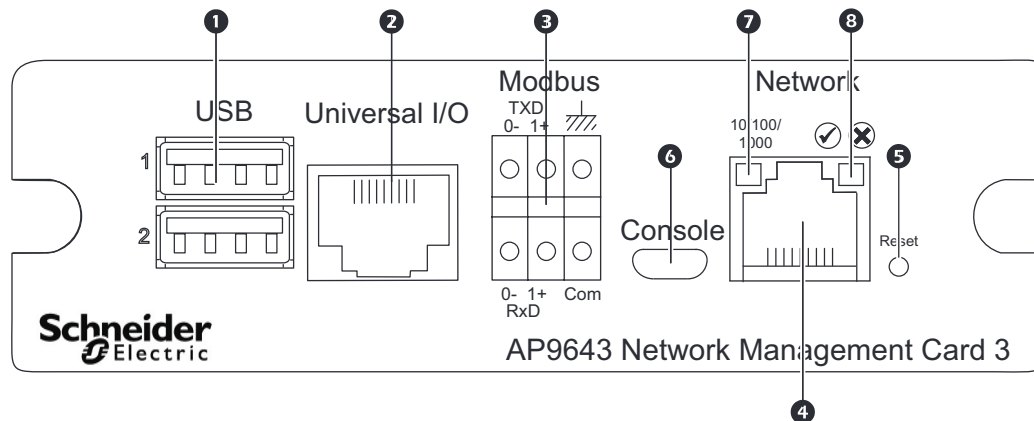 1 2 3 7 8
USB
Universal I/O
Modbus
Network
TXD
0- 1+
10/100/
1000
1
2
6
5
Console
Reset
0- 1+ Com
RxD
Schneider
Electric
AP9643 Network Management Card 3
4